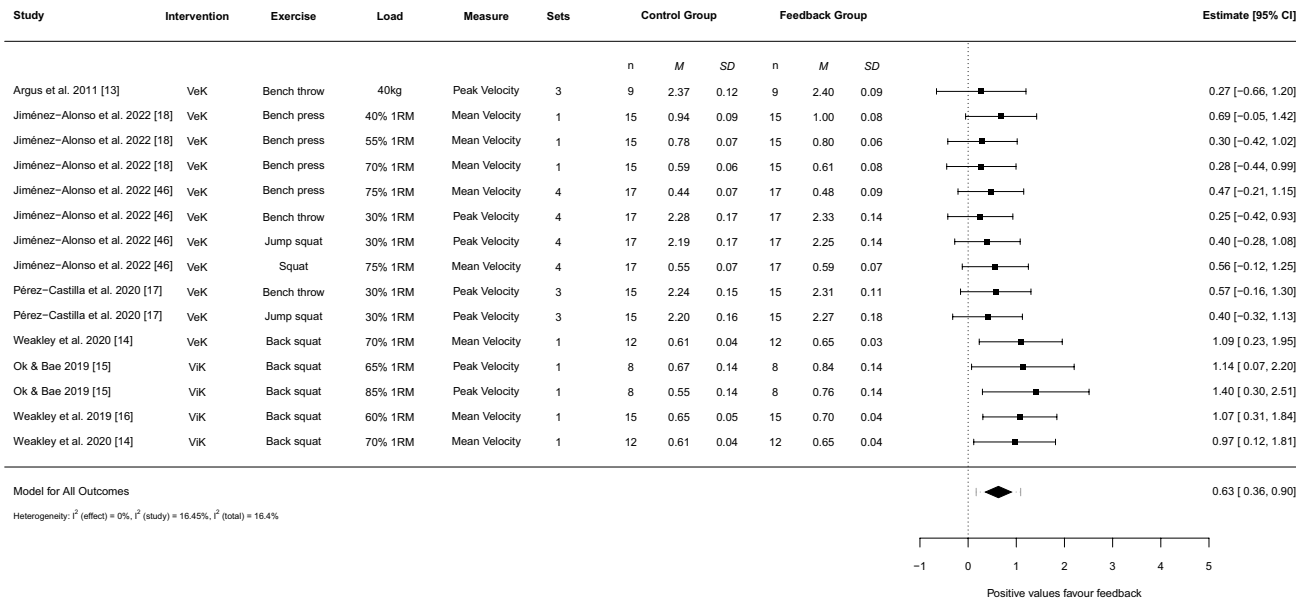 Study Intervention Exercise Load Measure Sets Control Group Feedback Group Estimate [95% CI]
n M SD n M SD
Argus et al. 2011 [13] VeK Bench throw 40kg Peak Velocity 3 9 2.37 0.12 9 2.40 0.09 0.27 [−0.66, 1.20]
Jiménez−Alonso et al. 2022 [18] VeK Bench press 40% 1RM Mean Velocity 1 15 0.94 0.09 15 1.00 0.08 0.69 [−0.05, 1.42]
Jiménez−Alonso et al. 2022 [18] VeK Bench press 55% 1RM Mean Velocity 1 15 0.78 0.07 15 0.80 0.06 0.30 [−0.42, 1.02]
Jiménez−Alonso et al. 2022 [18] VeK Bench press 70% 1RM Mean Velocity 1 15 0.59 0.06 15 0.61 0.08 0.28 [−0.44, 0.99]
Jiménez−Alonso et al. 2022 [46] VeK Bench press 75% 1RM Mean Velocity 4 17 0.44 0.07 17 0.48 0.09 0.47 [−0.21, 1.15]
Jiménez−Alonso et al. 2022 [46] VeK Bench throw 30% 1RM Peak Velocity 4 17 2.28 0.17 17 2.33 0.14 0.25 [−0.42, 0.93]
Jiménez−Alonso et al. 2022 [46] VeK Jump squat 30% 1RM Peak Velocity 4 17 2.19 0.17 17 2.25 0.14 0.40 [−0.28, 1.08]
Jiménez−Alonso et al. 2022 [46] VeK Squat 75% 1RM Mean Velocity 4 17 0.55 0.07 17 0.59 0.07 0.56 [−0.12, 1.25]
Pérez−Castilla et al. 2020 [17] VeK Bench throw 30% 1RM Peak Velocity 3 15 2.24 0.15 15 2.31 0.11 0.57 [−0.16, 1.30]
Pérez−Castilla et al. 2020 [17] VeK Jump squat 30% 1RM Peak Velocity 3 15 2.20 0.16 15 2.27 0.18 0.40 [−0.32, 1.13]
Weakley et al. 2020 [14] VeK Back squat 70% 1RM Mean Velocity 1 12 0.61 0.04 12 0.65 0.03 1.09 [ 0.23, 1.95]
Ok & Bae 2019 [15] ViK Back squat 65% 1RM Peak Velocity 1 8 0.67 0.14 8 0.84 0.14 1.14 [ 0.07, 2.20]
Ok & Bae 2019 [15] ViK Back squat 85% 1RM Peak Velocity 1 8 0.55 0.14 8 0.76 0.14 1.40 [ 0.30, 2.51]
Weakley et al. 2019 [16] ViK Back squat 60% 1RM Mean Velocity 1 15 0.65 0.05 15 0.70 0.04 1.07 [ 0.31, 1.84]
Weakley et al. 2020 [14] ViK Back squat 70% 1RM Mean Velocity 1 12 0.61 0.04 12 0.65 0.04 0.97 [ 0.12, 1.81]
Model for All Outcomes 0.63 [ 0.36, 0.90]
Heterogeneity: I² (effect) = 0%, I² (study) = 16.45%, I² (total) = 16.4%
−1 0 1 2 3 4 5
Positive values favour feedback